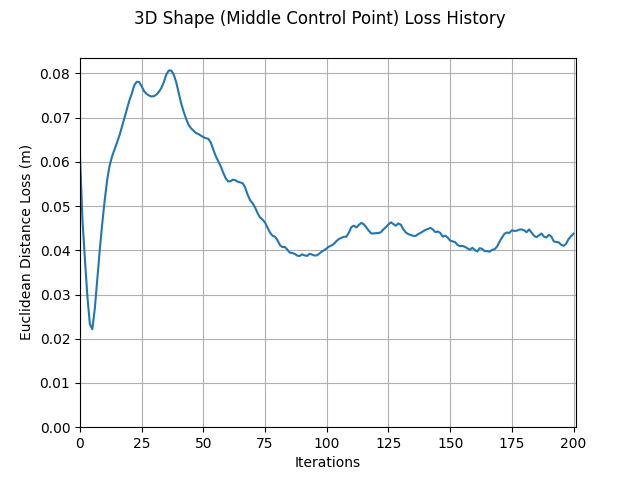 3D Shape (Middle Control Point) Loss History
Euclidean Distance Loss (m)
0.08
0.07
0.06
0.05
0.04
0.03
0.02
0.01
0.00
0 25 50 75 100 125 150 175 200
Iterations